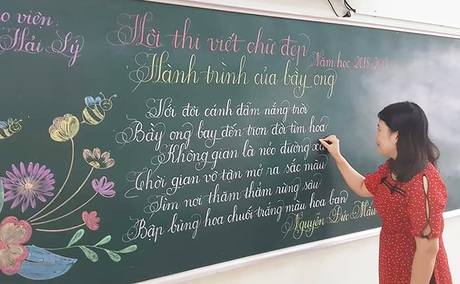 o viên:
Hải Lý
Hội thi viết chữ đẹp
Năm học 2018-201
Hành trình của bầy ong
Với đôi cánh đẫm nắng trời
Bầy ong bay đến trọn đời tìm hoa
Không gian là nẻo đường xa
Thời gian vô tận mở ra sắc màu
Tìm nơi thăm thẳm rừng sâu
Bập bùng hoa chuối trắng màu hoa ban
Nguyễn Đức Mậu